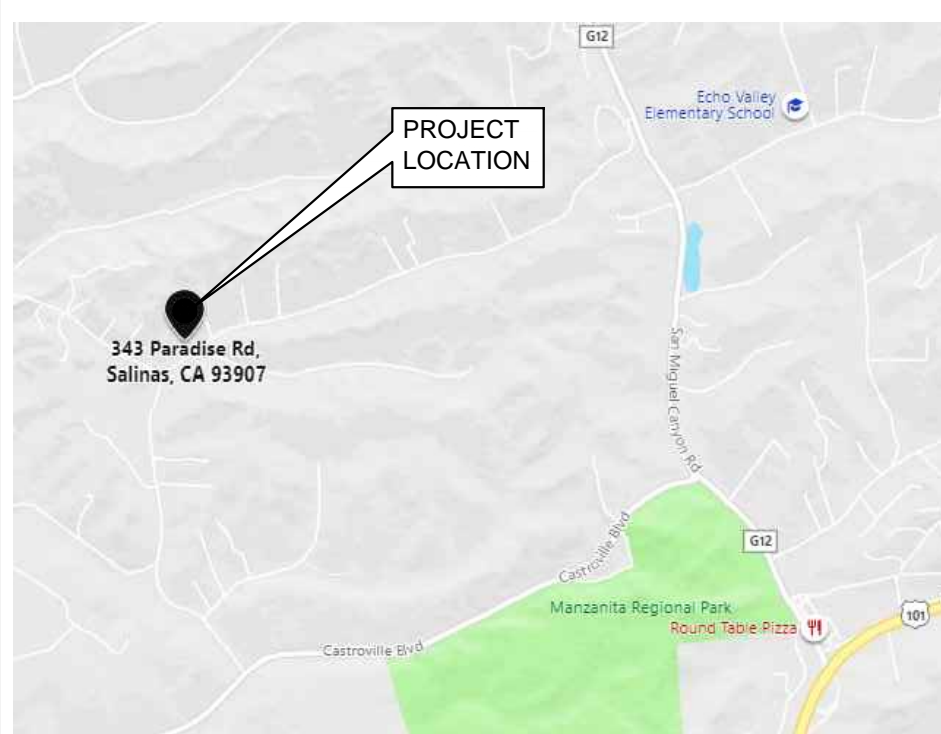 G12
Echo Valley
Elementary School
PROJECT
LOCATION
343 Paradise Rd,
Salinas, CA 93907
San Miguel Canyon Rd
Castroville Blvd
G12
Manzanita Regional Park
Round Table Pizza
101
Castroville Blvd